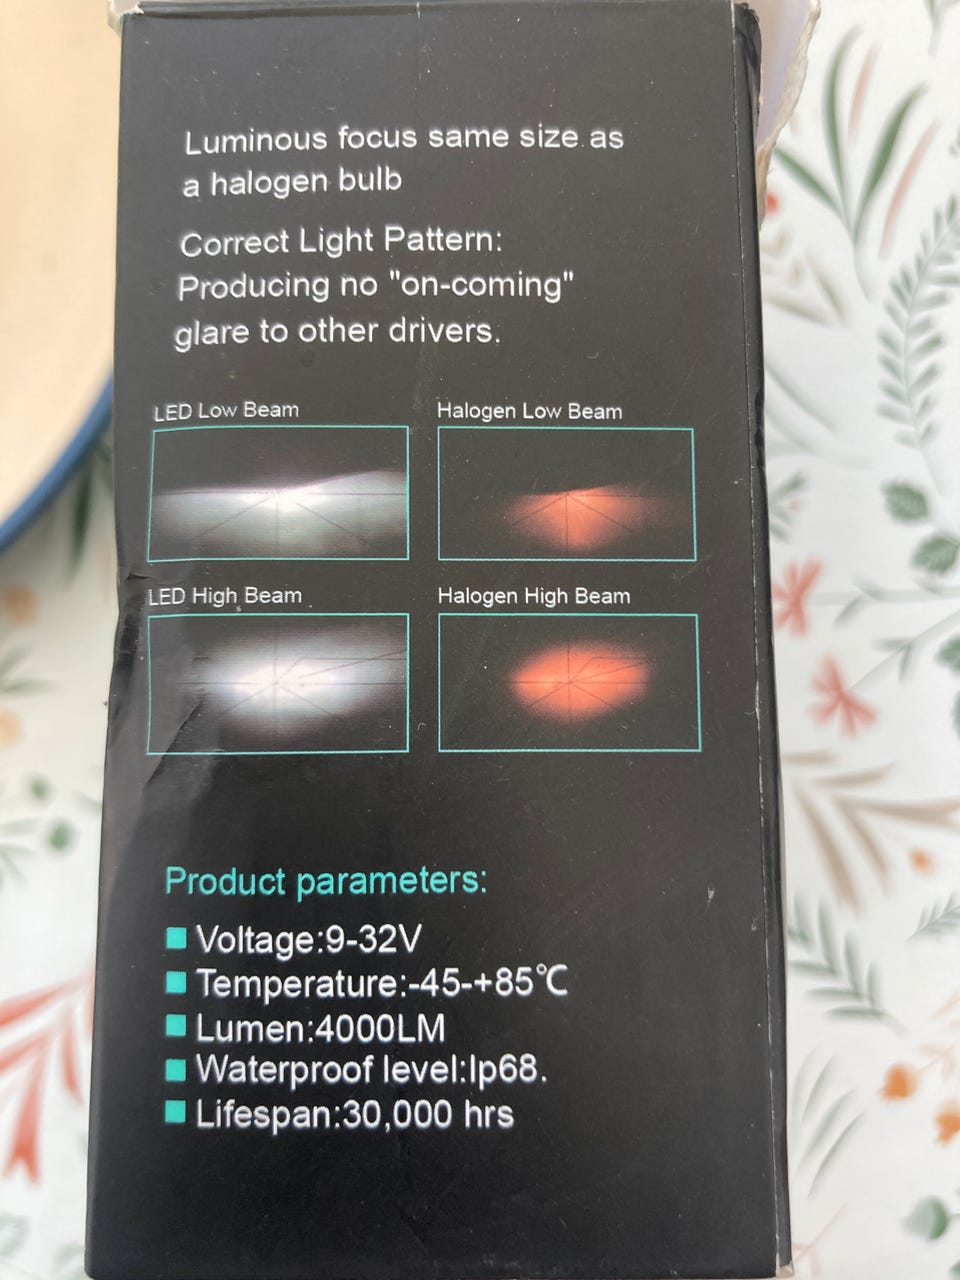 Luminous focus same size as
a halogen bulb
Correct Light Pattern:
Producing no "on-coming"
glare to other drivers.
LED Low Beam
Halogen Low Beam
LED High Beam
Halogen High Beam
Product parameters:
Voltage:9-32V
Temperature:-45-+85℃
Lumen:4000LM
Waterproof level:Ip68.
Lifespan:30,000 hrs